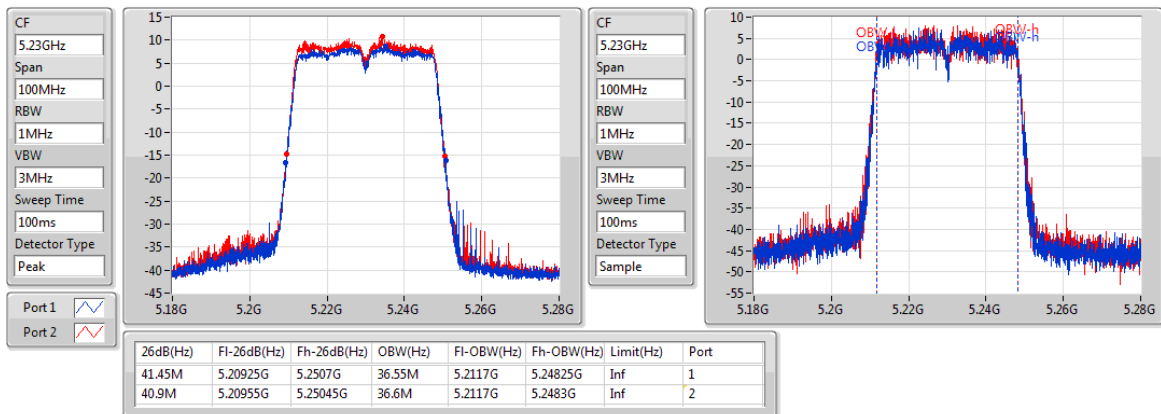 CF
5.23GHz
Span
100MHz
RBW
1MHz
VBW
3MHz
Sweep Time
100ms
Detector Type
Peak
15
10
5
0
-5
-10
-15
-20
-25
-30
-35
-40
-45
5.18G
5.2G
5.22G
5.24G
5.26G
5.28G
CF
5.23GHz
Span
100MHz
RBW
1MHz
VBW
3MHz
Sweep Time
100ms
Detector Type
Sample
10
5
0
-5
-10
-15
-20
-25
-30
-35
-40
-45
-50
-55
OBW-h
5.18G
5.2G
5.22G
5.24G
5.26G
5.28G
Port 1
Port 2
26dB(Hz) Fl-26dB(Hz) Fh-26dB(Hz) OBW(Hz) Fl-OBW(Hz) Fh-OBW(Hz) Limit(Hz) Port
41.45M 5.20925G 5.2507G 36.55M 5.2117G 5.24825G Inf 1
40.9M 5.20955G 5.25045G 36.6M 5.2117G 5.2483G Inf 2